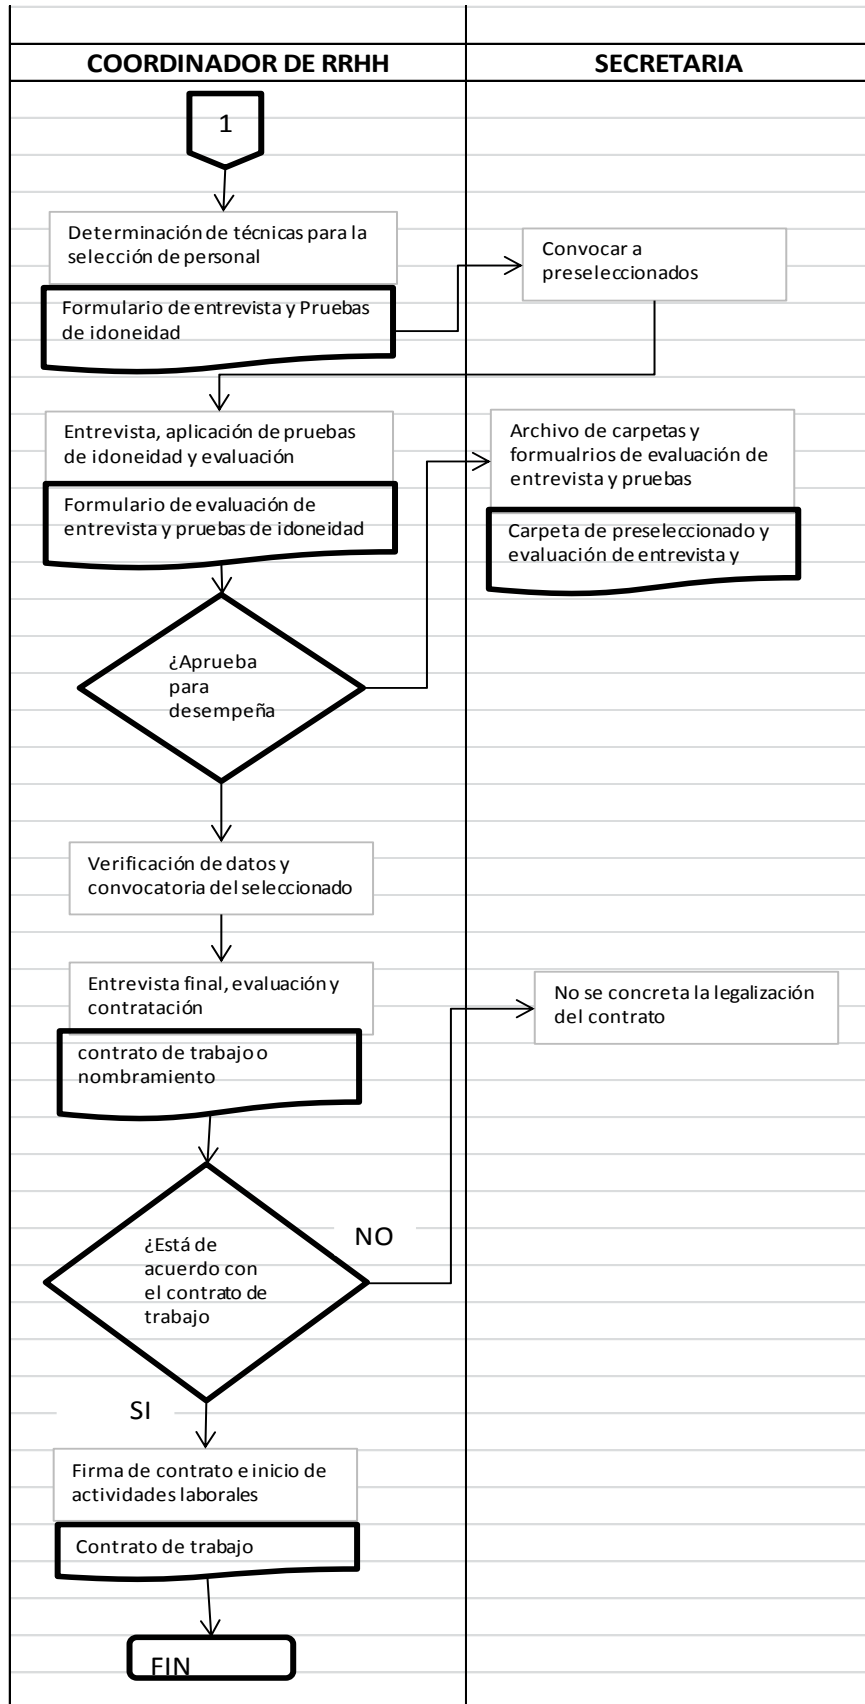 COORDINADOR DE RRHH
SECRETARIA
1
Determinación de técnicas para la
selección de personal
Formulario de entrevista y Pruebas
de idoneidad
Convocar a
preseleccionados
Entrevista, aplicación de pruebas
de idoneidad y evaluación
Formulario de evaluación de
entrevista y pruebas de idoneidad
Archivo de carpetas y
formualrios de evaluación de
entrevista y pruebas
Carpeta de preseleccionado y
evaluación de entrevista y
¿Aprueba
para
desempeña
Verificación de datos y
convocatoria del seleccionado
Entrevista final, evaluación y
contratación
contrato de trabajo o
nombramiento
No se concreta la legalización
del contrato
¿Está de
acuerdo con
el contrato de
trabajo
NO
SI
Firma de contrato e inicio de
actividades laborales
Contrato de trabajo
FIN